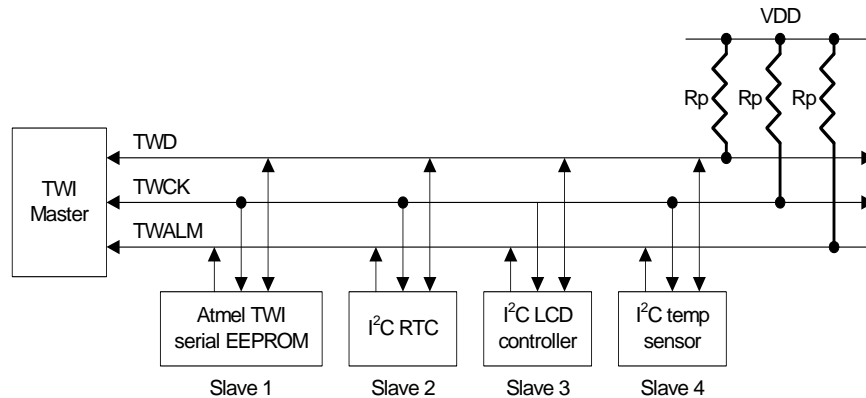 VDD
Rp Rp Rp
TWD
TWI
Master
TWCK
TWALM
Atmel TWI
serial EEPROM
I²C RTC
I²C LCD
controller
I²C temp
sensor
Slave 1 Slave 2 Slave 3 Slave 4